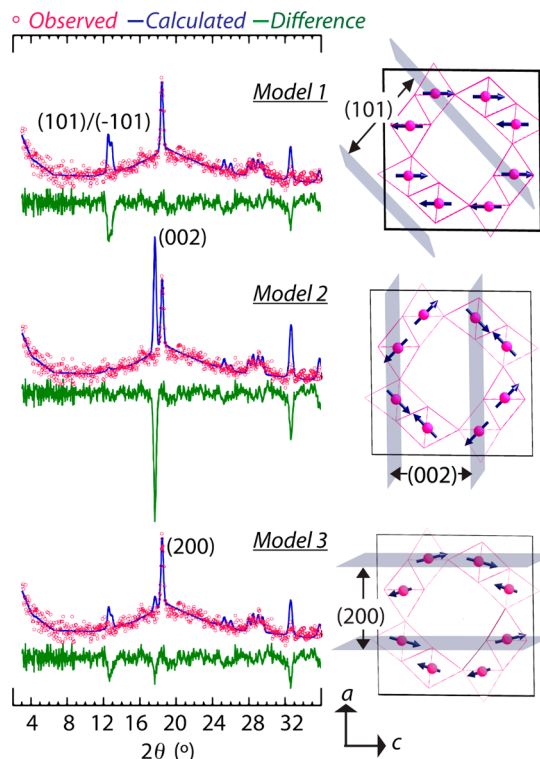 Observed Calculated Difference
Model 1
(101)/(-101)
(101)
(002)
Model 2
(002)
Model 3
(200)
(200)
a
c
4 8 12 16 20 24 28 32
2θ (º)